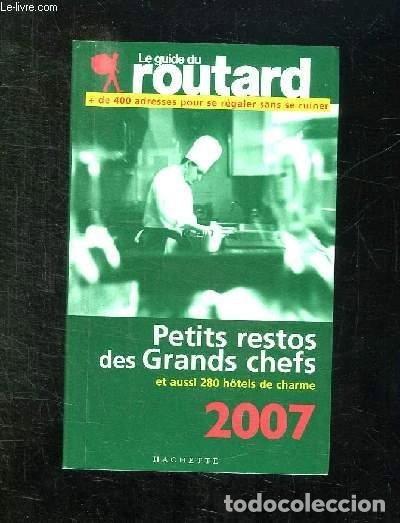 Le-livre.com
Le guide du
routard
+ de 400 adresses pour se régaler sans se ruiner
Petits restos
des Grands chefs
et aussi 280 hôtels de charme
2007
HACHETTE
todocoleccion.net